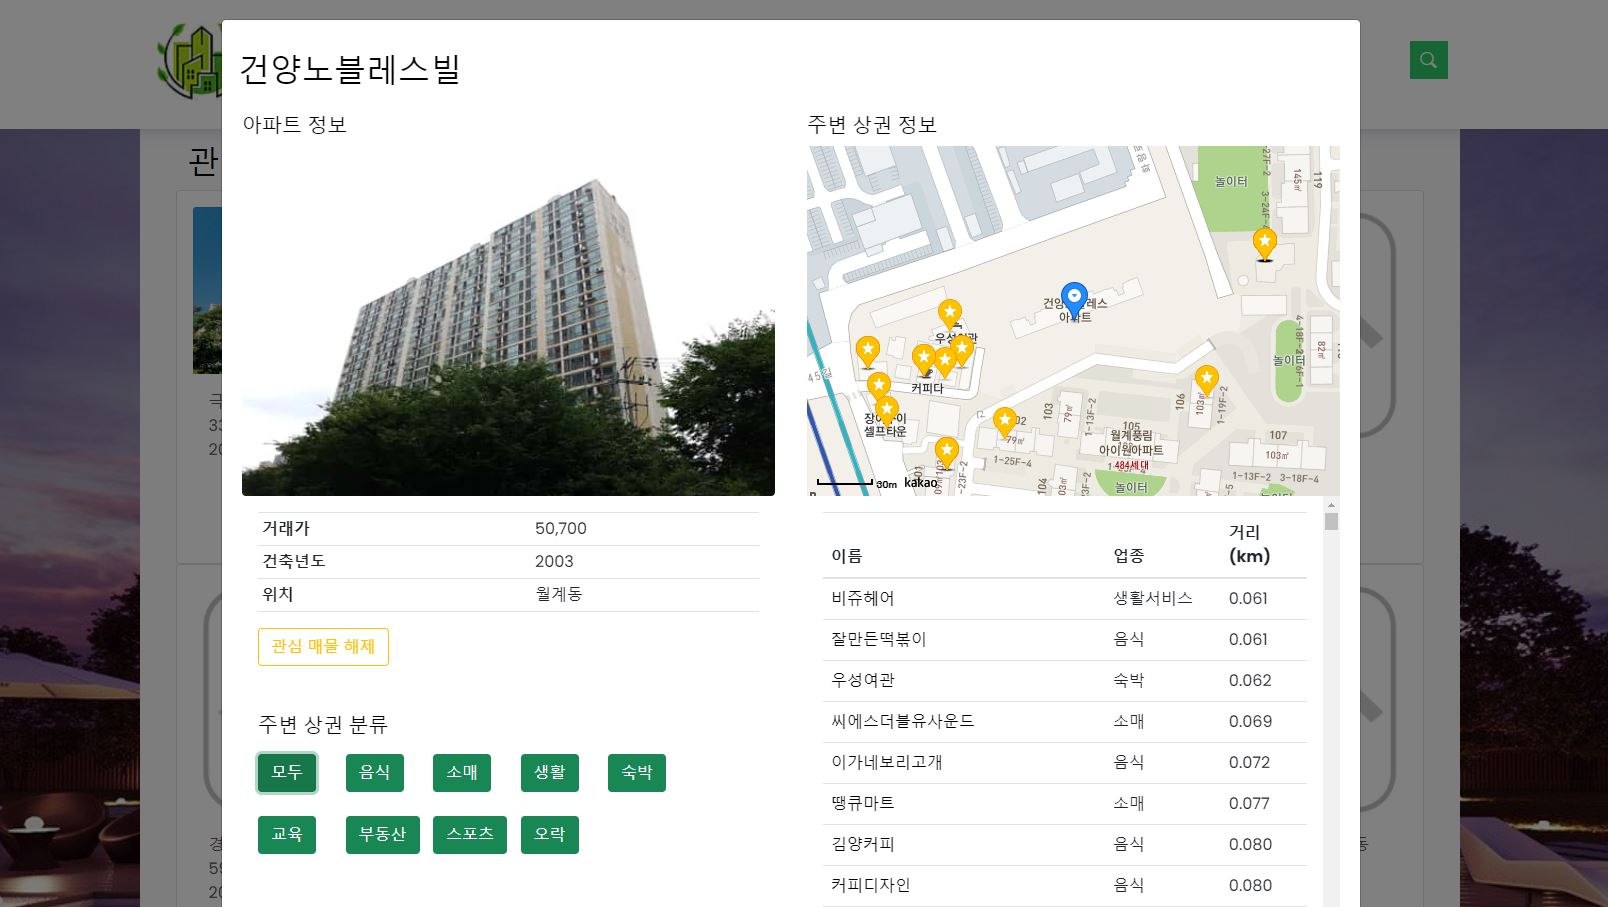 건양노블레스빌
아파트 정보
거래가 50,700
건축년도 2003
위치 월계동
관심 매물 해제
주변 상권 분류
모두 음식 소매 생활 숙박
교육 부동산 스포츠 오락
주변 상권 정보
놀이터
145㎡
119
우성여관
커피다
셀프타운
아파트
놀이터
82㎡
103
79㎡
1-13F-2
106
103㎡
1-19F-2
105
월계풍림
아이원아파트
484세대
79㎡
1-25F-4
104
107
103㎡
1-13F-2 3-18F-4
놀이터
30m kakao
이름 업종 거리
(km)
비쥬헤어 생활서비스 0.061
잘만든떡볶이 음식 0.061
우성여관 숙박 0.062
씨에스더블유사운드 소매 0.069
이가네보리고개 음식 0.072
땡큐마트 소매 0.077
김양커피 음식 0.080
커피디자인 음식 0.080
관